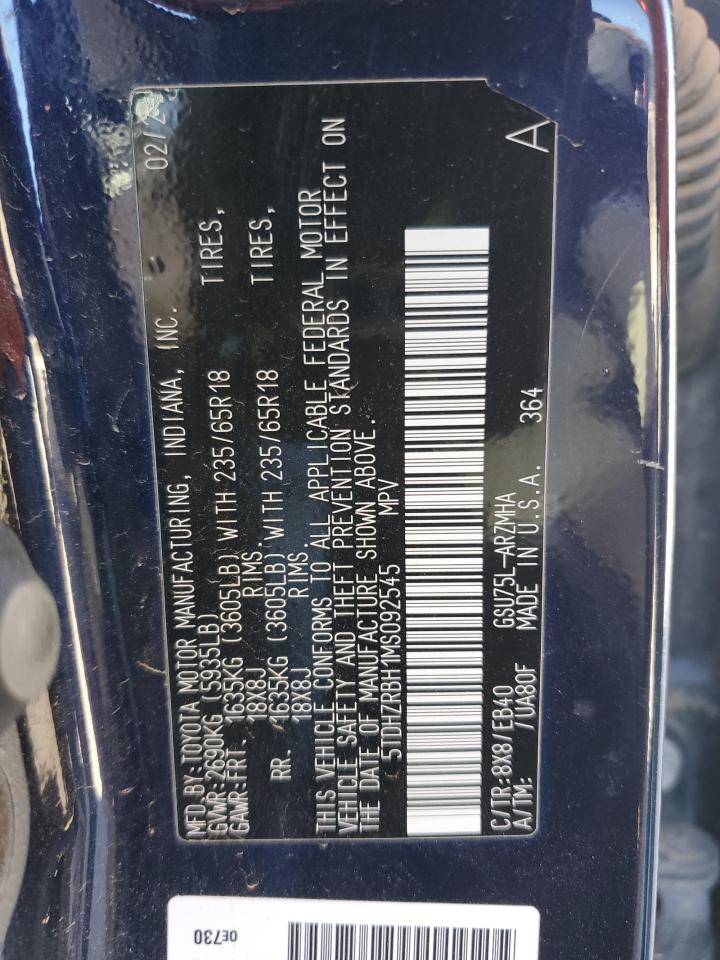 MFD.BY:TOYOTA MOTOR MANUFACTURING, INDIANA, INC. 02/2
GVWR:2690KG (5935LB)
GAWR:FRT. 1635KG (3605LB) WITH 235/65R18 TIRES,
18X8J RIMS.
RR. 1635KG (3605LB) WITH 235/65R18 TIRES,
18X8J RIMS.
THIS VEHICLE CONFORMS TO ALL APPLICABLE FEDERAL MOTOR
VEHICLE SAFETY AND THEFT PREVENTION STANDARDS IN EFFECT ON
THE DATE OF MANUFACTURE SHOWN ABOVE.
5TDHZRBH1MS092545 MPV
C/TR:8X8/EB40 GSU75L-ARZMHA
A/TM: /UA80F MADE IN U.S.A. 364
A
OE730